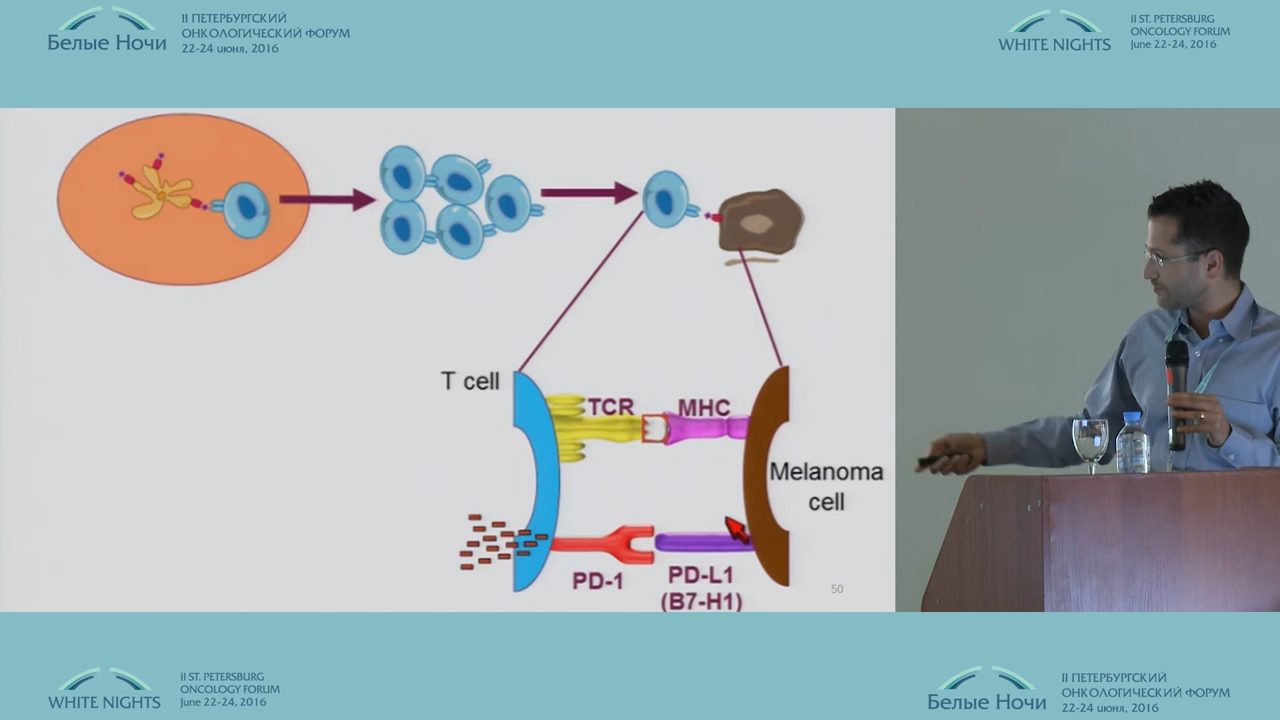 Белые Ночи
II ПЕТЕРБУРГСКИЙ
ОНКОЛОГИЧЕСКИЙ ФОРУМ
22-24 июня, 2016
WHITE NIGHTS
II ST. PETERSBURG
ONCOLOGY FORUM
June 22-24, 2016
T cell
TCR
MHC
Melanoma
cell
PD-1
PD-L1
(B7-H1)
50
WHITE NIGHTS
II ST. PETERSBURG
ONCOLOGY FORUM
June 22-24, 2016
Белые Ночи
II ПЕТЕРБУРГСКИЙ
ОНКОЛОГИЧЕСКИЙ ФОРУМ
22-24 июня, 2016